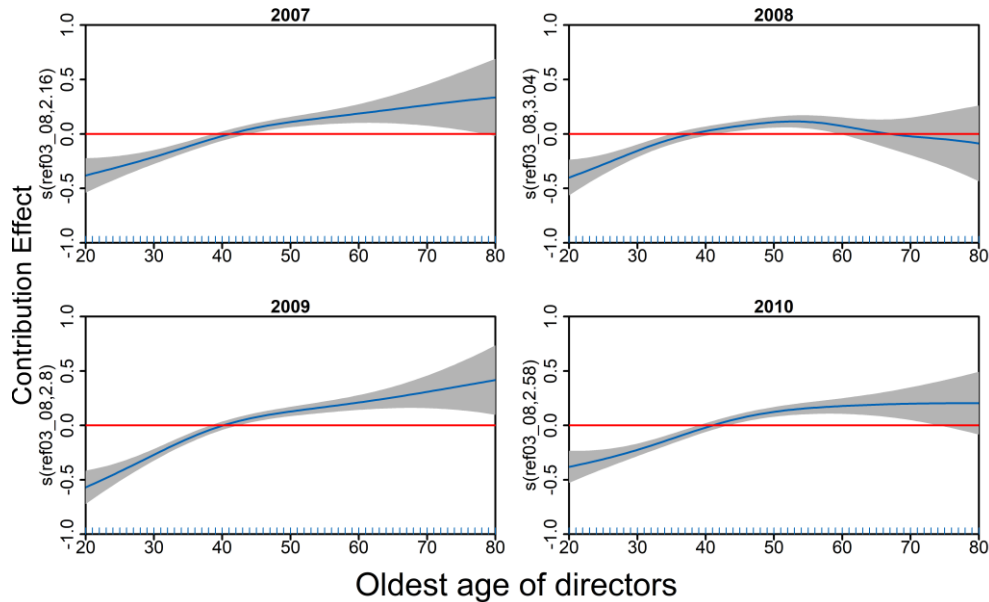 2007
2008
Contribution Effect
s(ref03_08,2.16)
1.0
0.5
0.0
-0.5
-1.0
20 30 40 50 60 70 80
s(ref03_08,3.04)
1.0
0.5
0.0
-0.5
-1.0
20 30 40 50 60 70 80
2009
2010
s(ref03_08,2.8)
1.0
0.5
0.0
-0.5
-1.0
20 30 40 50 60 70 80
s(ref03_08,2.58)
1.0
0.5
0.0
-0.5
-1.0
20 30 40 50 60 70 80
Oldest age of directors